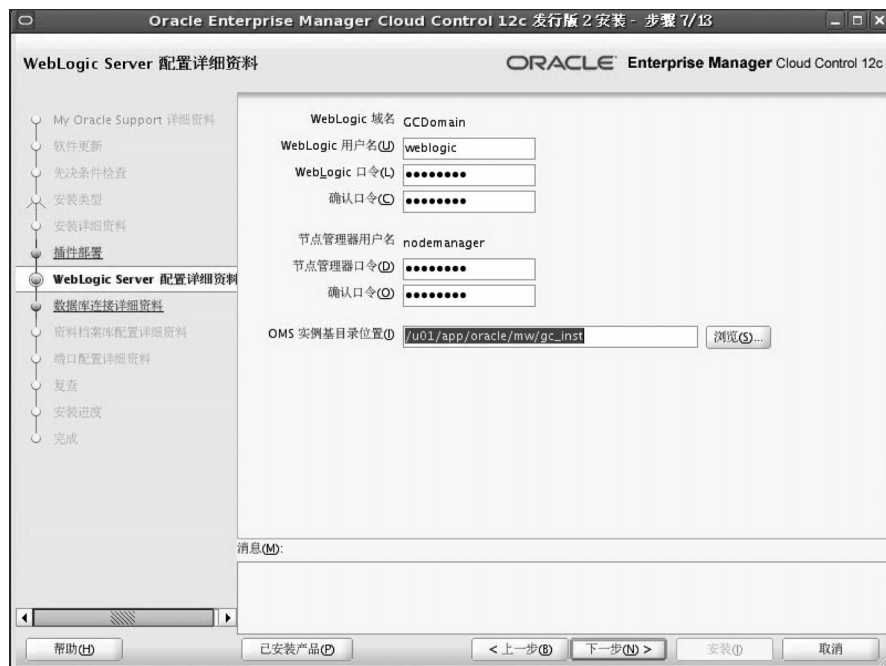 Oracle Enterprise Manager Cloud Control 12c 发行版 2 安装 - 步骤 7/13
WebLogic Server 配置详细资料
ORACLE Enterprise Manager Cloud Control 12c
My Oracle Support 详细资料
软件更新
先决条件检查
安装类型
安装详细资料
插件部署
WebLogic Server 配置详细资料
数据库连接详细资料
资料档案库配置详细资料
端口配置详细资料
复查
安装进度
完成
WebLogic 域名 GCDomain
WebLogic 用户名(U) weblogic
WebLogic 口令(L) ●●●●●●●●
确认口令(C) ●●●●●●●●
节点管理器用户名 nodemanager
节点管理器口令(D) ●●●●●●●●
确认口令(O) ●●●●●●●●
OMS 实例基目录位置(I) /u01/app/oracle/mw/gc_inst 浏览(S)...
消息(M):
帮助(H) 已安装产品(P) < 上一步(B) 下一步(N) > 安装(I) 取消